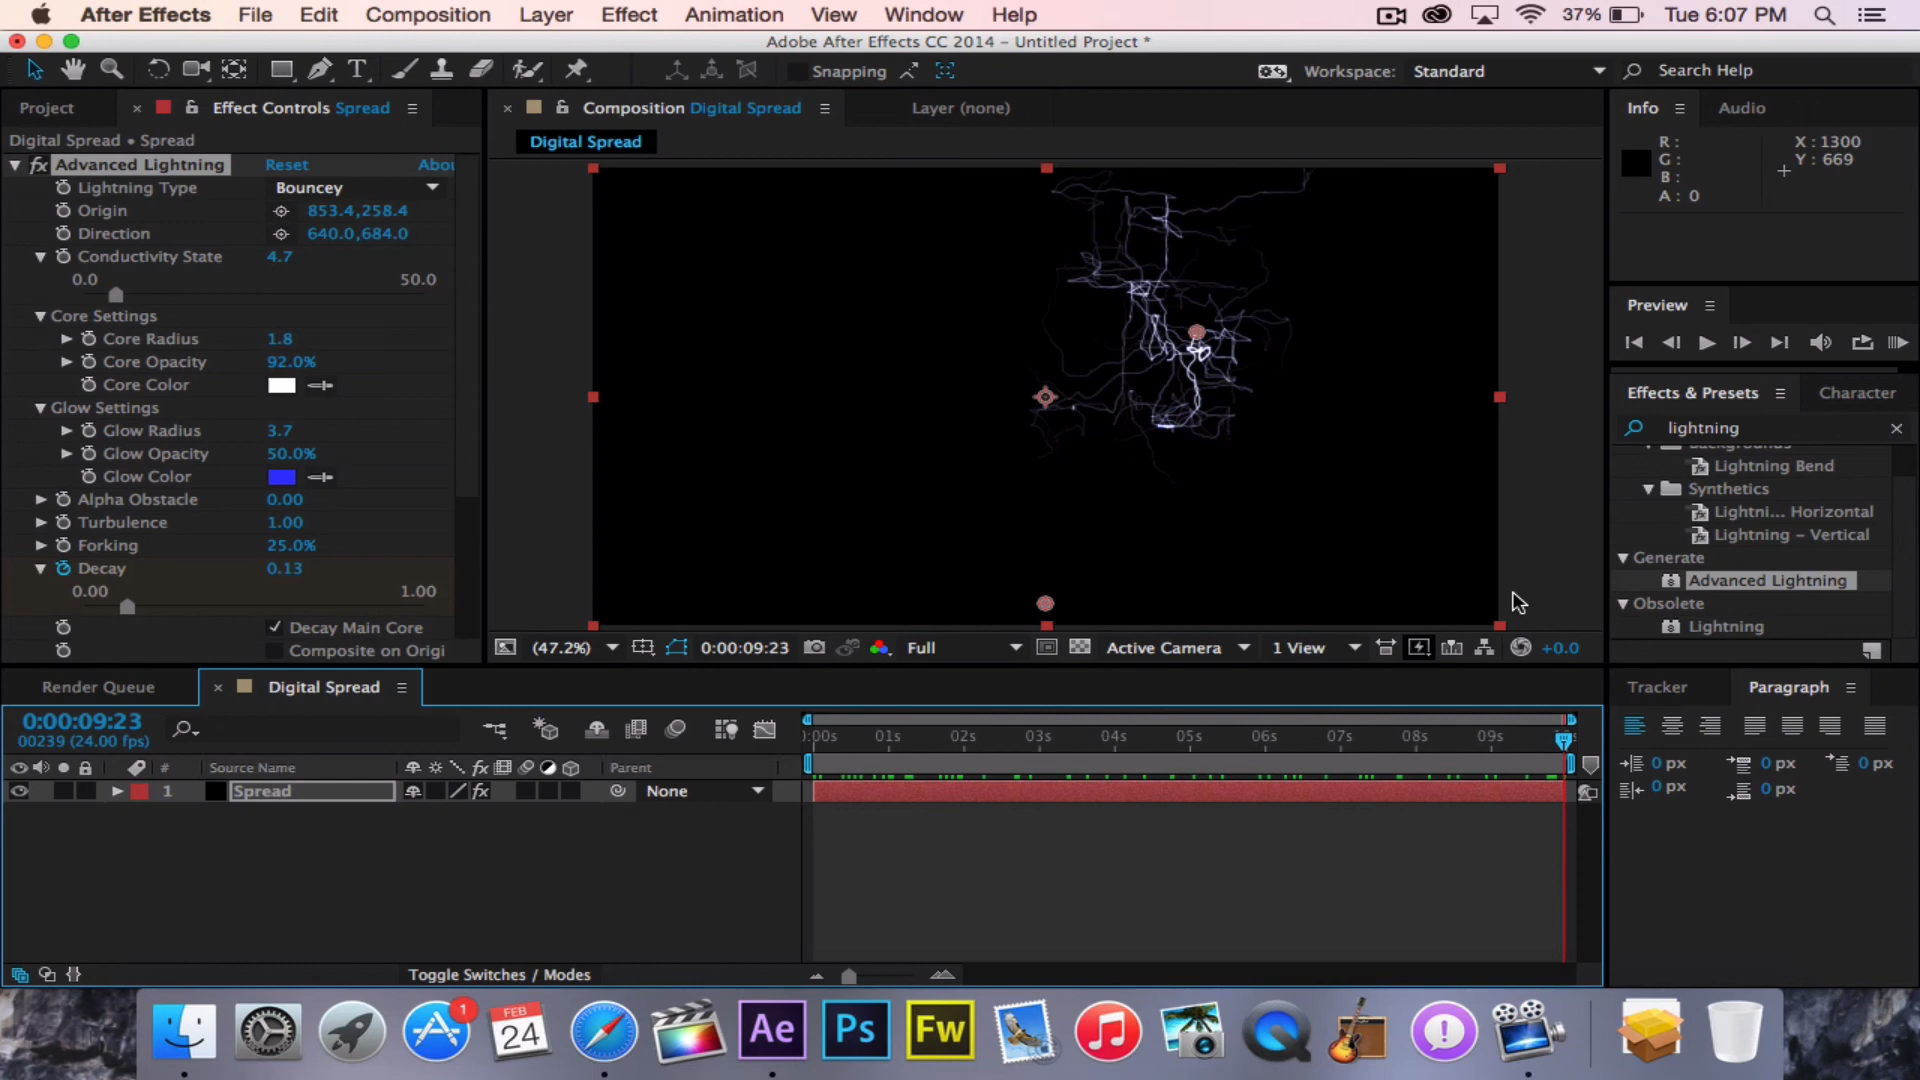 After Effects File Edit Composition Layer Effect Animation View Window Help 37% Tue 6:07 PM
Adobe After Effects CC 2014 – Untitled Project *
T Snapping Workspace: Standard Search Help
Project Effect Controls Spread
Digital Spread • Spread
fx Advanced Lightning Reset Abou
Lightning Type Bouncey
Origin 853.4,258.4
Direction 640.0,684.0
Conductivity State 4.7
0.0 50.0
Core Settings
Core Radius 1.8
Core Opacity 92.0%
Core Color
Glow Settings
Glow Radius 3.7
Glow Opacity 50.0%
Glow Color
Alpha Obstacle 0.00
Turbulence 1.00
Forking 25.0%
Decay 0.13
0.00 1.00
Decay Main Core
Composite on Origi
Composition Digital Spread Layer (none)
Digital Spread
(47.2%) 0:00:09:23 Full Active Camera 1 View +0.0
Info Audio
R : X : 1300
G : Y : 669
B :
A : 0
Preview
Effects & Presets Character
lightning
Backgrounds
Lightning Bend
Synthetics
Lightni... Horizontal
Lightning – Vertical
Generate
Advanced Lightning
Obsolete
Lightning
Render Queue Digital Spread
0:00:09:23
00239 (24.00 fps)
:00s 01s 02s 03s 04s 05s 06s 07s 08s 09s
# Source Name fx Parent
1 Spread fx None
Toggle Switches / Modes
Tracker Paragraph
0 px 0 px 0 px
0 px 0 px
1
FEB
24
Ae Ps Fw